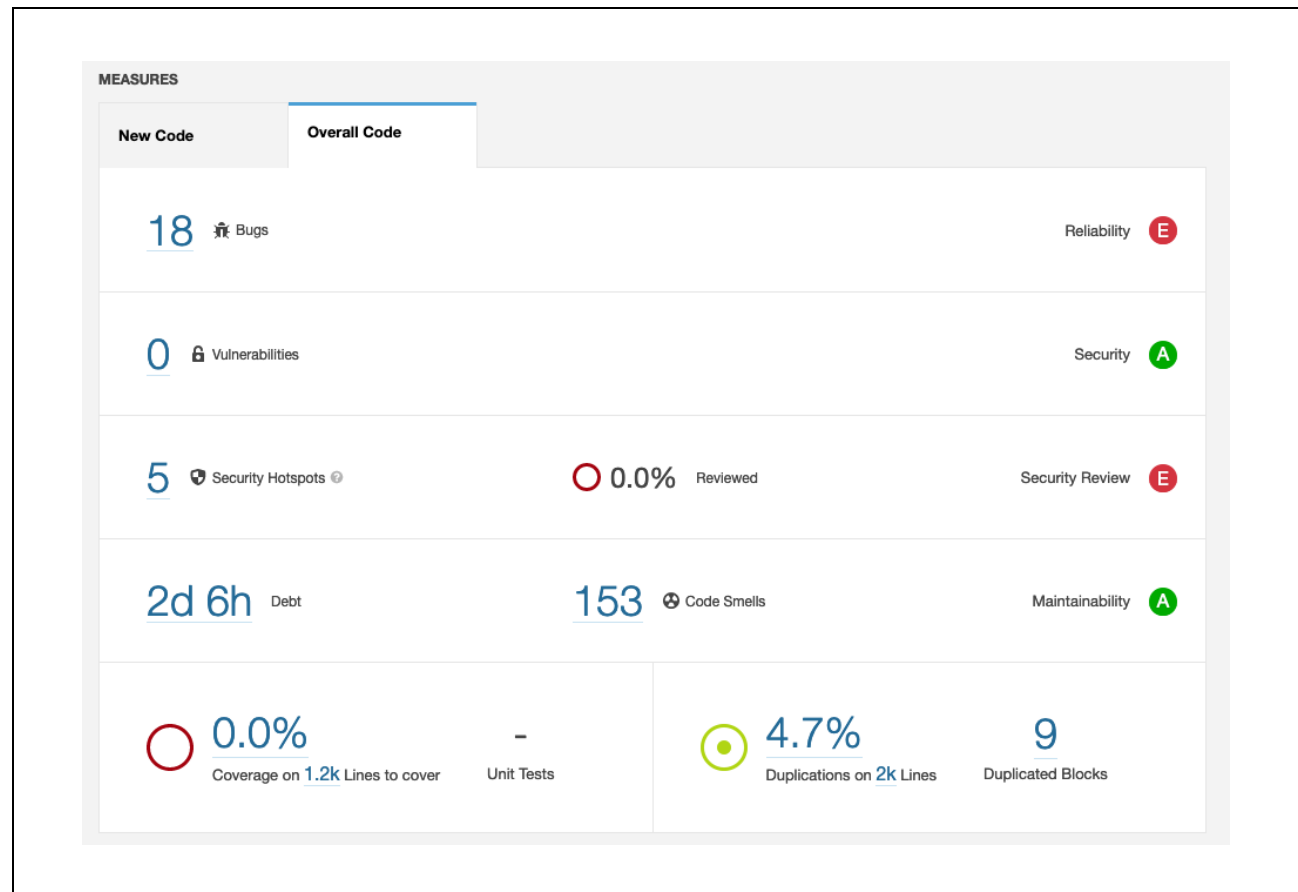 MEASURES
New Code
Overall Code
18 Bugs
Reliability E
0 Vulnerabilities
Security A
5 Security Hotspots ?
0.0% Reviewed
Security Review E
2d 6h Debt
153 Code Smells
Maintainability A
0.0%
Coverage on 1.2k Lines to cover
-
Unit Tests
4.7%
Duplications on 2k Lines
9
Duplicated Blocks